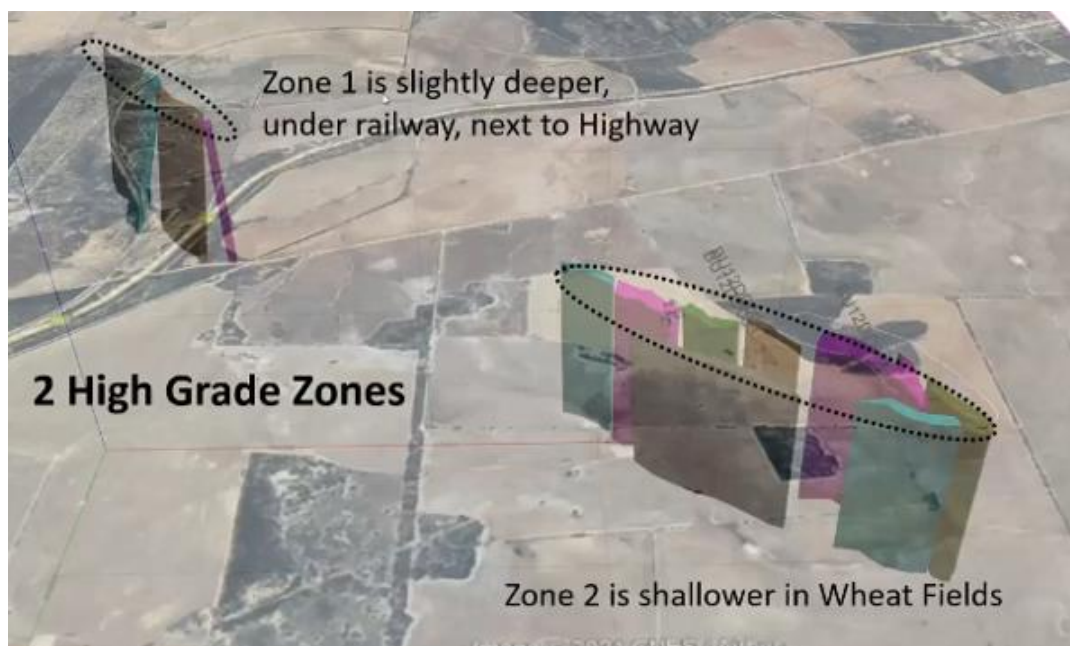 Zone 1 is slightly deeper,
under railway, next to Highway
2 High Grade Zones
Zone 2 is shallower in Wheat Fields